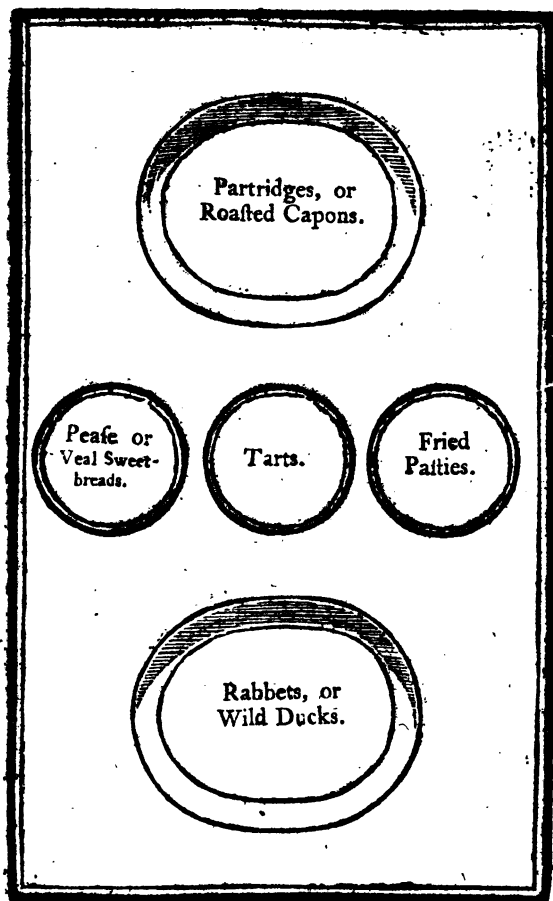 Partridges, or
Roaſted Capons.
Peaſe or
Veal Sweet-
breads.
Tarts.
Fried
Paſties.
Rabbets, or
Wild Ducks.